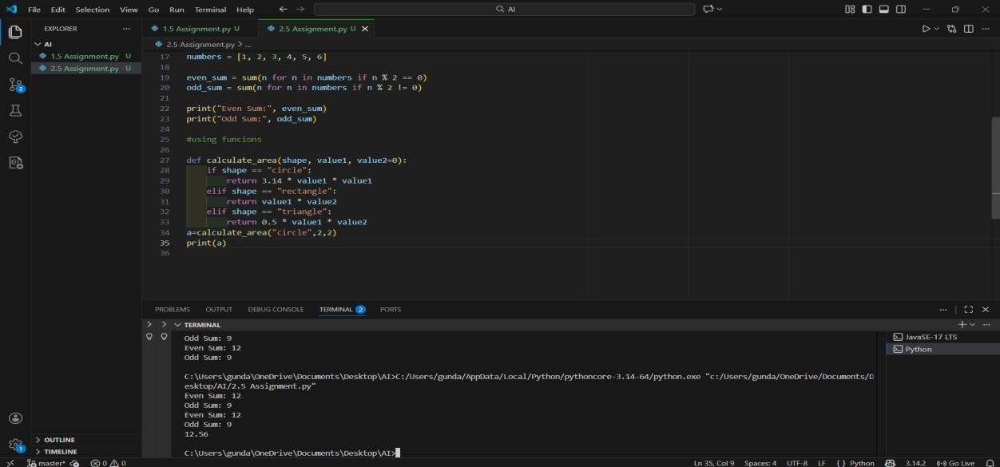 File Edit Selection View Go Run Terminal Help
AI
EXPLORER
AI
1.5 Assignment.py U
2.5 Assignment.py U
2
1
OUTLINE
TIMELINE
1.5 Assignment.py U
2.5 Assignment.py U
2.5 Assignment.py > ...
17 numbers = [1, 2, 3, 4, 5, 6]
18
19 even_sum = sum(n for n in numbers if n % 2 == 0)
20 odd_sum = sum(n for n in numbers if n % 2 != 0)
21
22 print("Even Sum:", even_sum)
23 print("Odd Sum:", odd_sum)
24
25 #using funcions
26
27 def calculate_area(shape, value1, value2=0):
28 if shape == "circle":
29 return 3.14 * value1 * value1
30 elif shape == "rectangle":
31 return value1 * value2
32 elif shape == "triangle":
33 return 0.5 * value1 * value2
34 a=calculate_area("circle",2,2)
35 print(a)
36
PROBLEMS OUTPUT DEBUG CONSOLE TERMINAL 2 PORTS
TERMINAL
Odd Sum: 9
Even Sum: 12
Odd Sum: 9
C:\Users\gunda\OneDrive\Documents\Desktop\AI>C:/Users/gunda/AppData/Local/Python/pythoncore-3.14-64/python.exe "c:/Users/gunda/OneDrive/Documents/D
esktop/AI/2.5 Assignment.py"
Even Sum: 12
Odd Sum: 9
Even Sum: 12
Odd Sum: 9
12.56
C:\Users\gunda\OneDrive\Documents\Desktop\AI>
JavaSE-17 LTS
Python
master* 0 0 Ln 35, Col 9 Spaces: 4 UTF-8 LF { } Python 3.14.2 Go Live